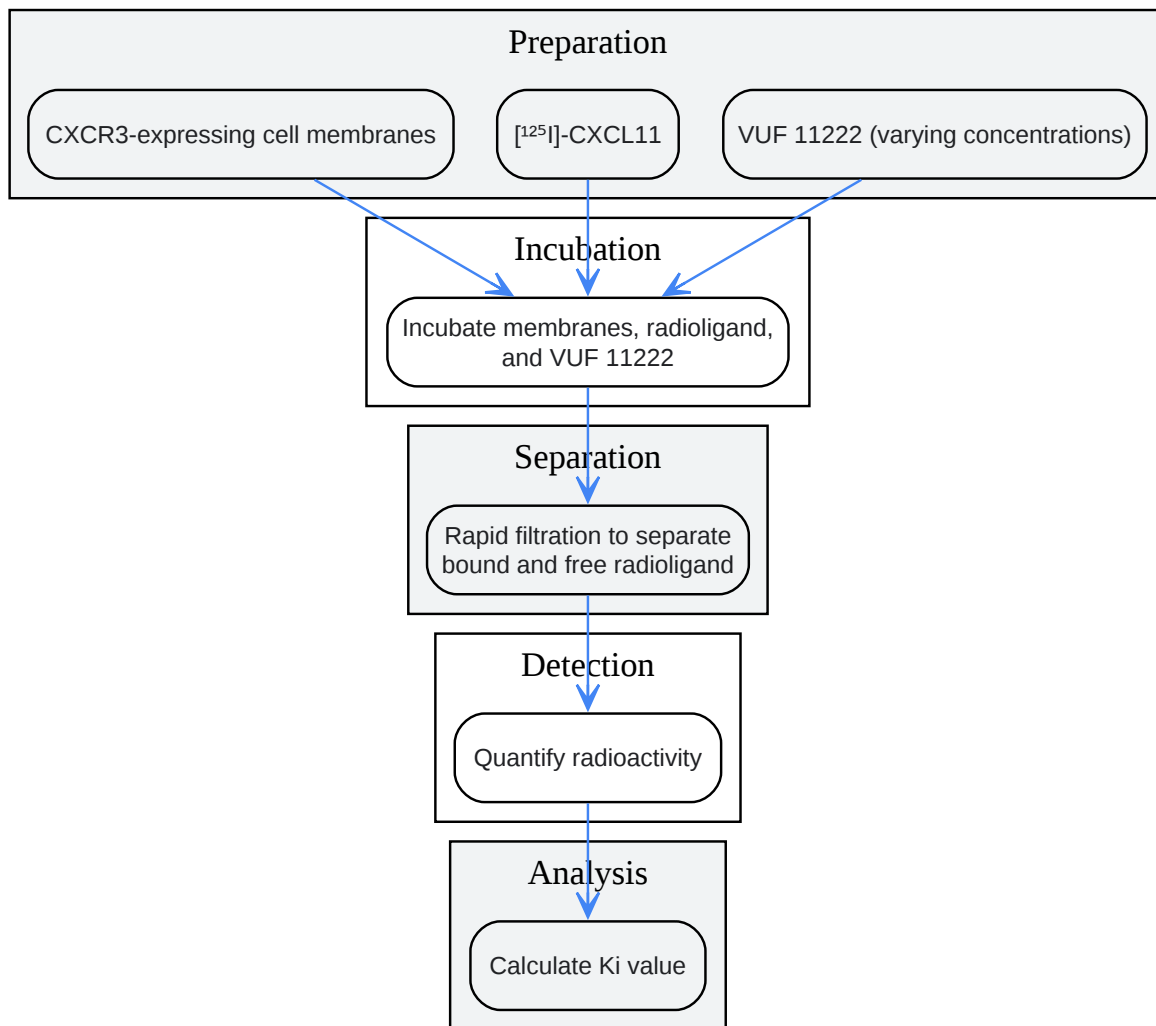 Preparation
CXCR3-expressing cell membranes
[¹²⁵I]-CXCL11
VUF 11222 (varying concentrations)
Incubation
Incubate membranes, radioligand,
and VUF 11222
Separation
Rapid filtration to separate
bound and free radioligand
Detection
Quantify radioactivity
Analysis
Calculate Ki value